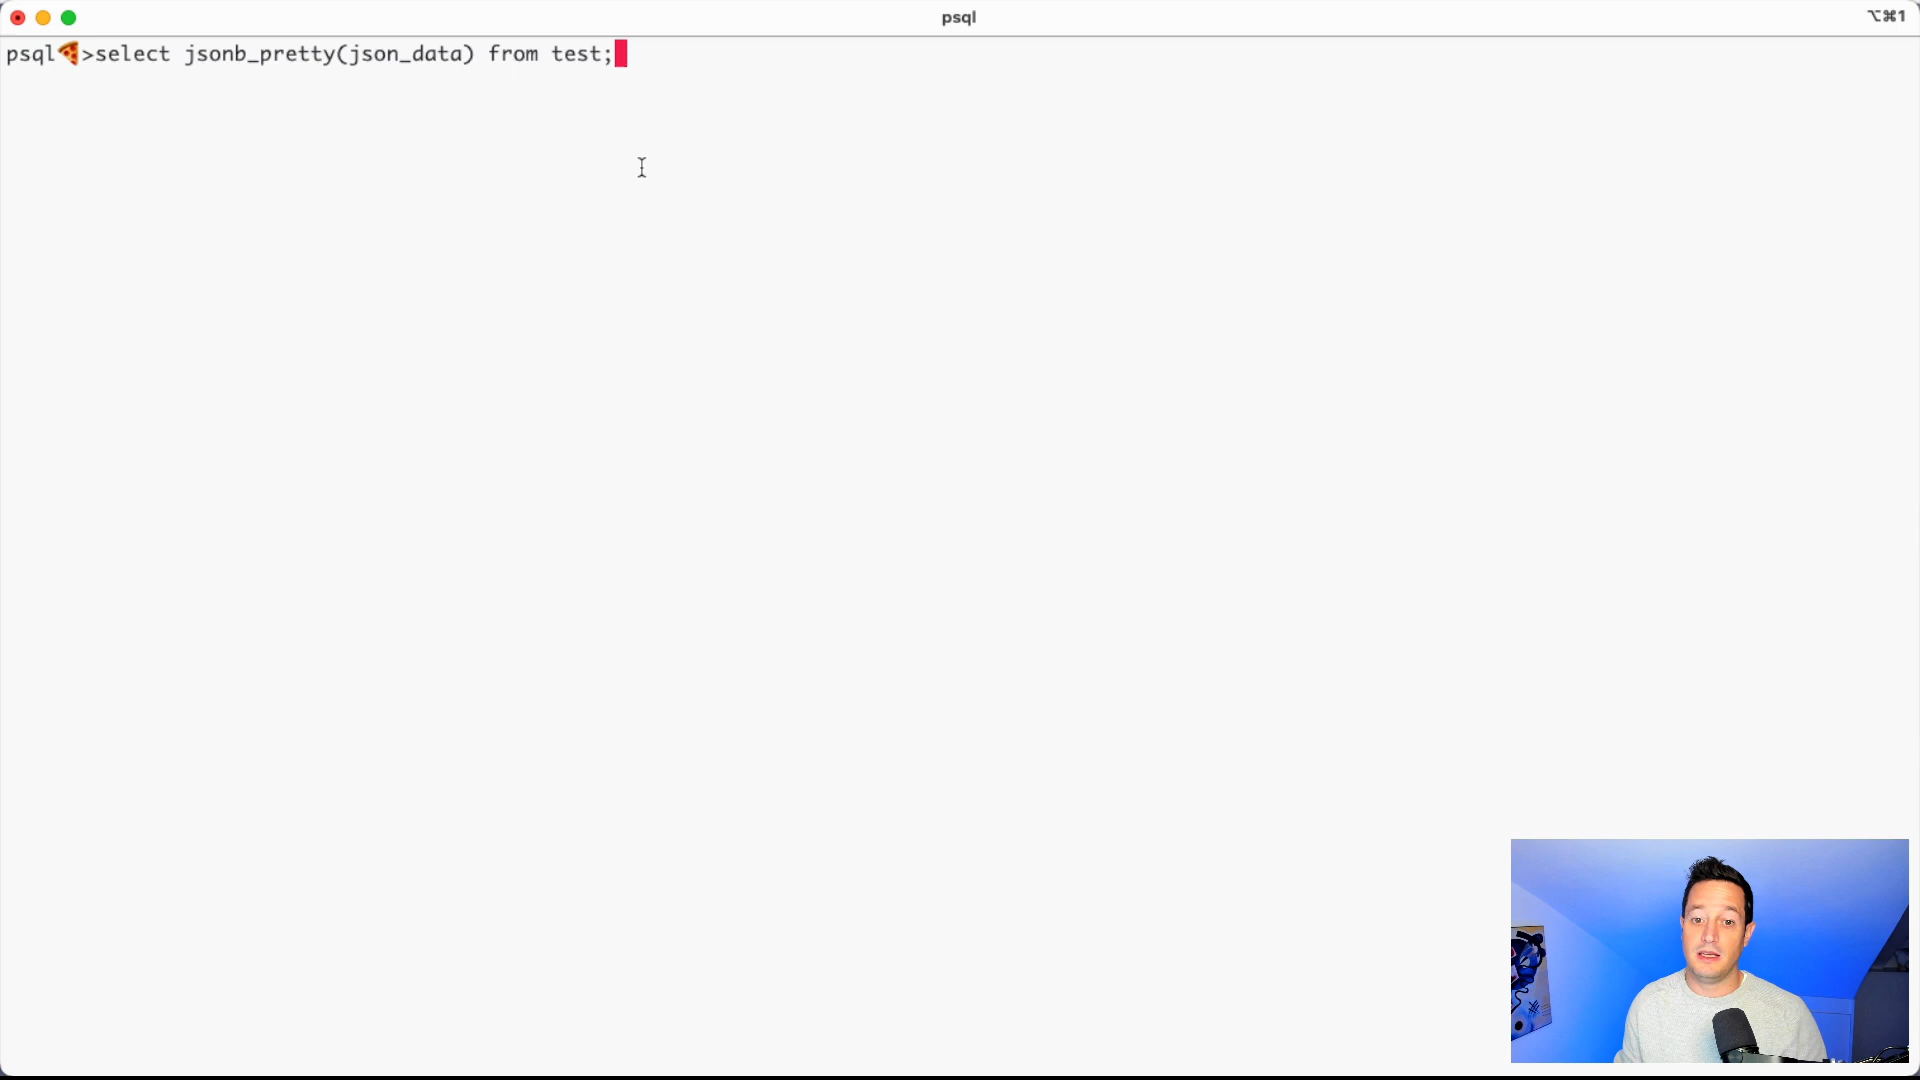 psql
⌥⌘1
psql🍕>select jsonb_pretty(json_data) from test;